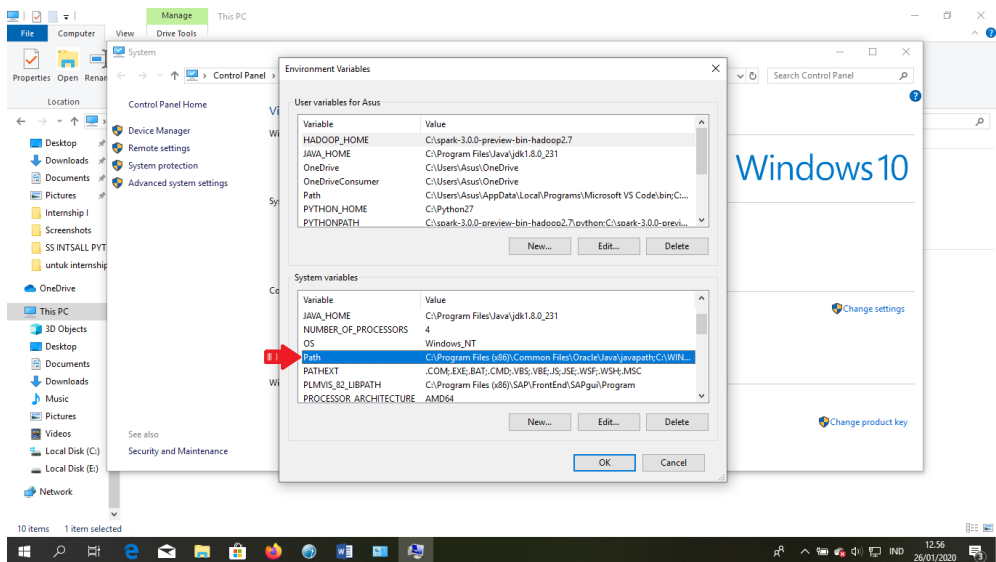 Manage This PC
File Computer View Drive Tools
Properties Open Renam
Location
Desktop
Downloads
Documents
Pictures
Internship I
Screenshots
SS INTSALL PYT
untuk internship
OneDrive
This PC
3D Objects
Desktop
Documents
Downloads
Music
Pictures
Videos
Local Disk (C:)
Local Disk (E:)
Network
10 items 1 item selected
System
Control Panel
Search Control Panel
Control Panel Home
Device Manager
Remote settings
System protection
Advanced system settings
See also
Security and Maintenance
Vi
Wi
Sy
Co
Wi
Windows 10
Change settings
Change product key
Environment Variables
User variables for Asus
Variable Value
HADOOP_HOME C:\spark-3.0.0-preview-bin-hadoop2.7
JAVA_HOME C:\Program Files\Java\jdk1.8.0_231
OneDrive C:\Users\Asus\OneDrive
OneDriveConsumer C:\Users\Asus\OneDrive
Path C:\Users\Asus\AppData\Local\Programs\Microsoft VS Code\bin;C:...
PYTHON_HOME C:\Python27
PYTHONPATH C:\spark-3.0.0-preview-bin-hadoop2.7\python;C:\spark-3.0.0-previ...
New... Edit... Delete
System variables
Variable Value
JAVA_HOME C:\Program Files\Java\jdk1.8.0_231
NUMBER_OF_PROCESSORS 4
OS Windows_NT
Path C:\Program Files (x86)\Common Files\Oracle\Java\javapath;C:\WIN...
PATHEXT .COM;.EXE;.BAT;.CMD;.VBS;.VBE;.JS;.JSE;.WSF;.WSH;.MSC
PLMVIS_82_LIBPATH C:\Program Files (x86)\SAP\FrontEnd\SAPgui\Program
PROCESSOR_ARCHITECTURE AMD64
New... Edit... Delete
OK Cancel
IND 12.56
26/01/2020